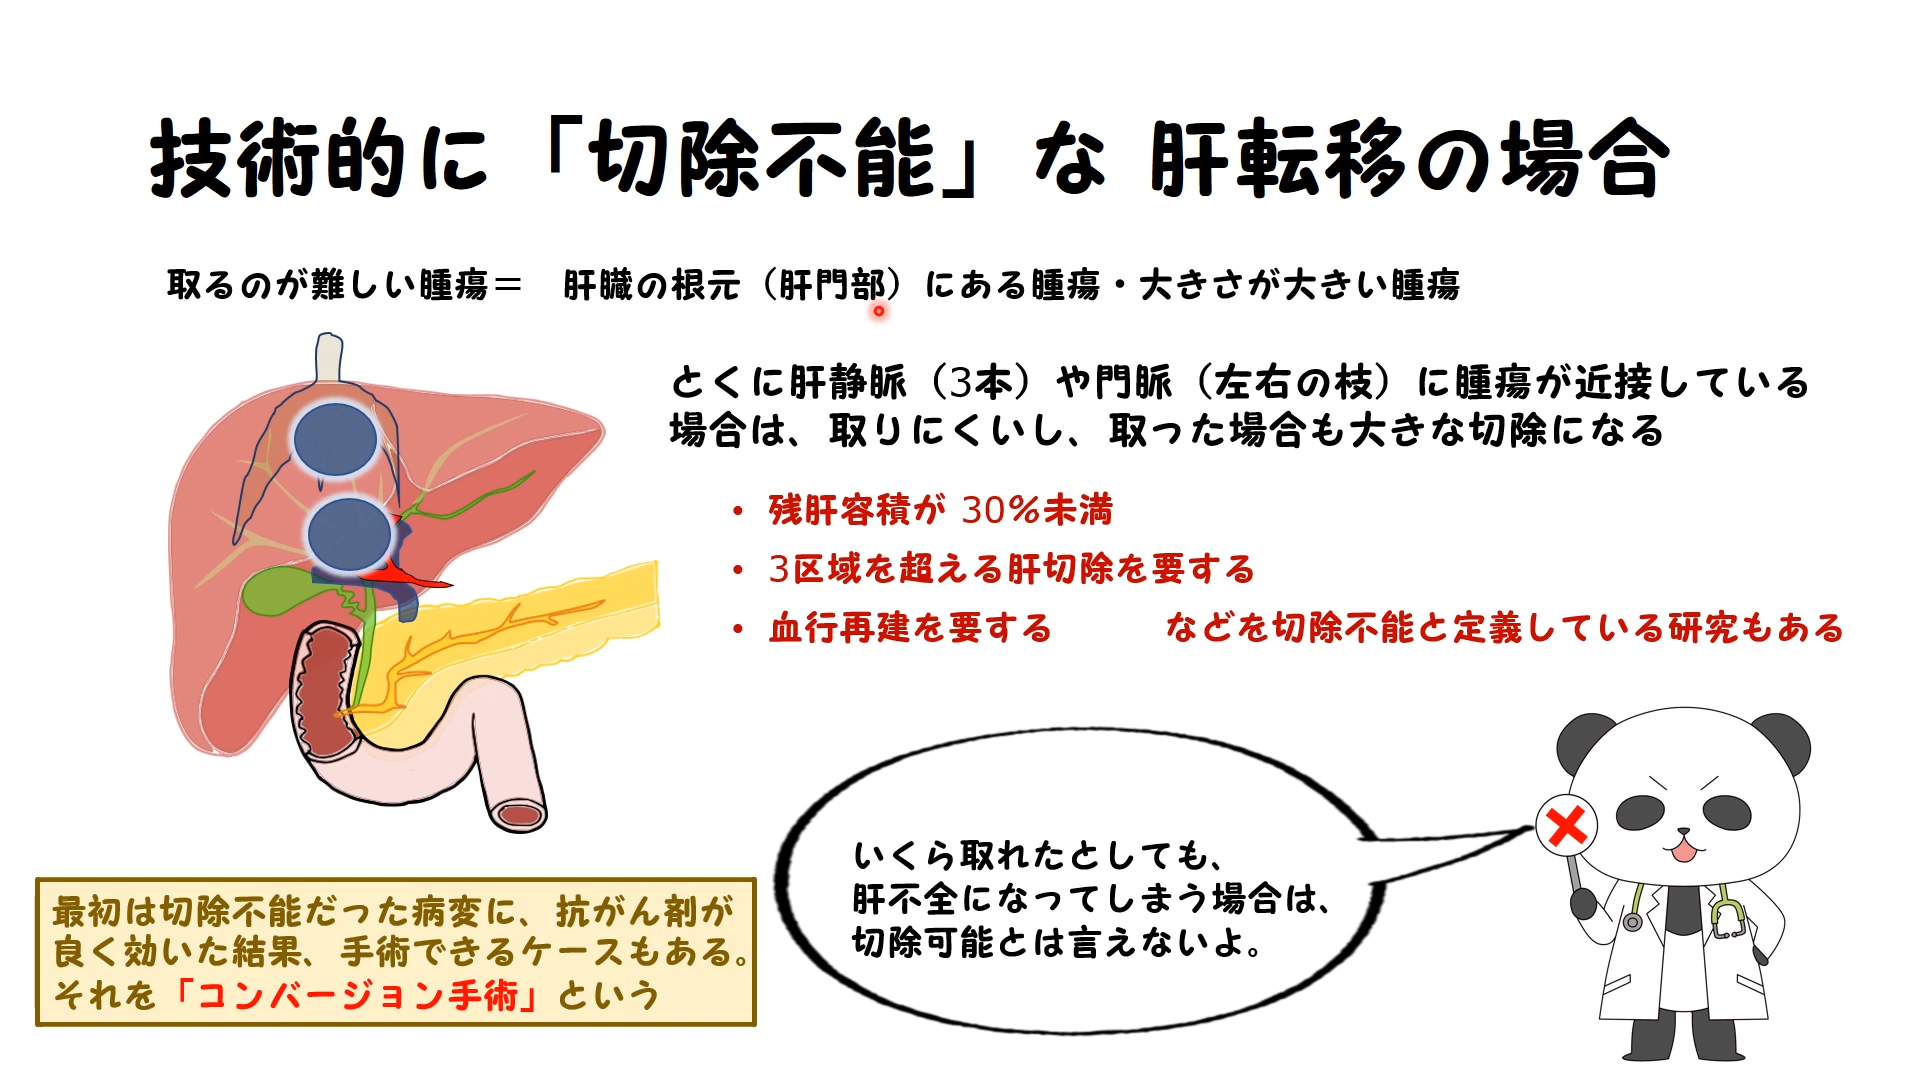 技術的に「切除不能」な 肝転移の場合
取るのが難しい腫瘍＝　肝臓の根元（肝門部）にある腫瘍・大きさが大きい腫瘍
とくに肝静脈（3本）や門脈（左右の枝）に腫瘍が近接している
場合は、取りにくいし、取った場合も大きな切除になる
• 残肝容積が 30%未満
• 3区域を超える肝切除を要する
• 血行再建を要する　　　などを切除不能と定義している研究もある
いくら取れたとしても、
肝不全になってしまう場合は、
切除可能とは言えないよ。
最初は切除不能だった病変に、抗がん剤が
良く効いた結果、手術できるケースもある。
それを「コンバージョン手術」という